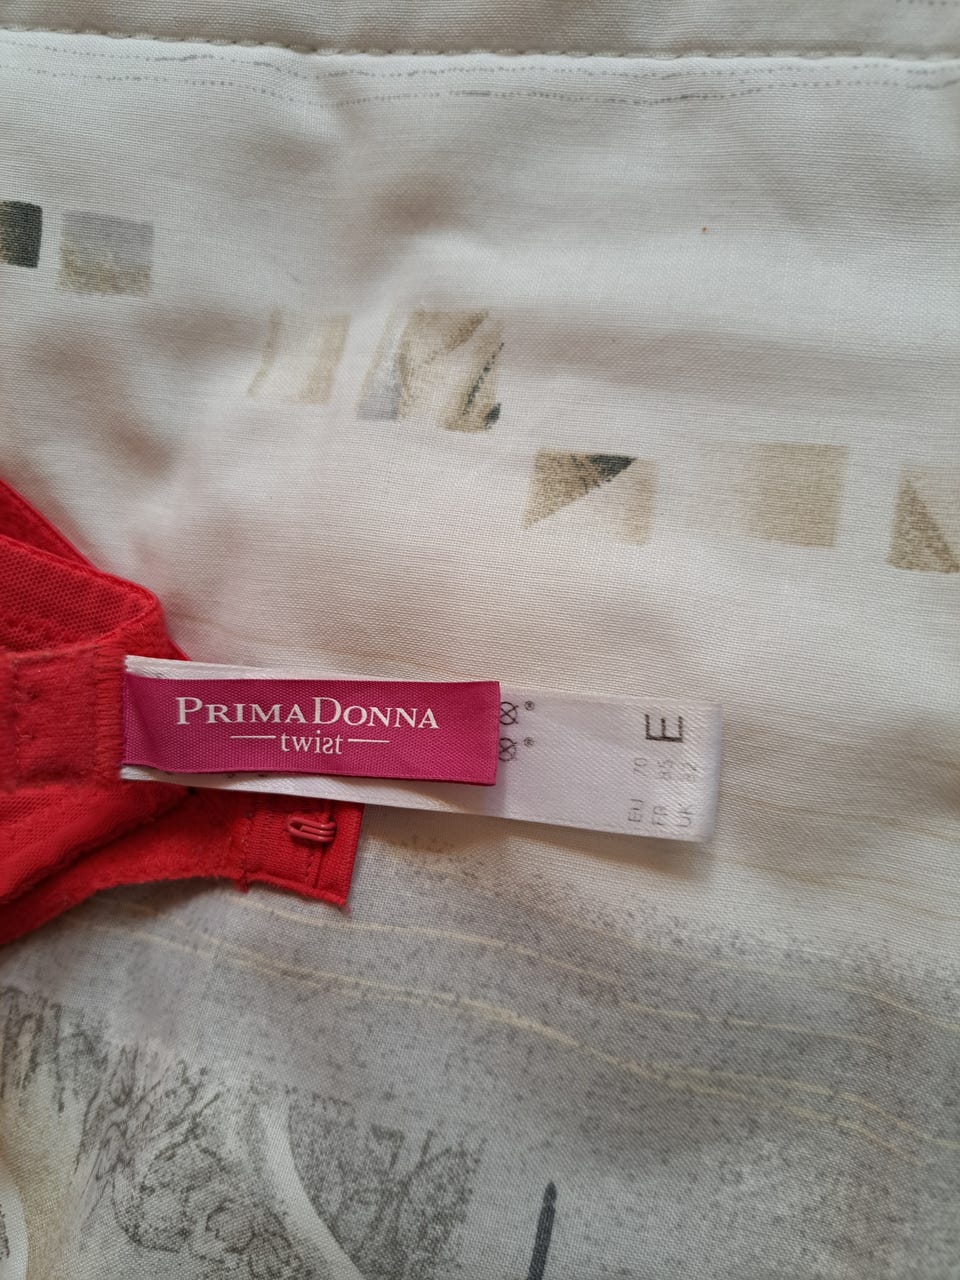 PRIMADONNA
twist
EU 70
FR 85
UK 32
E